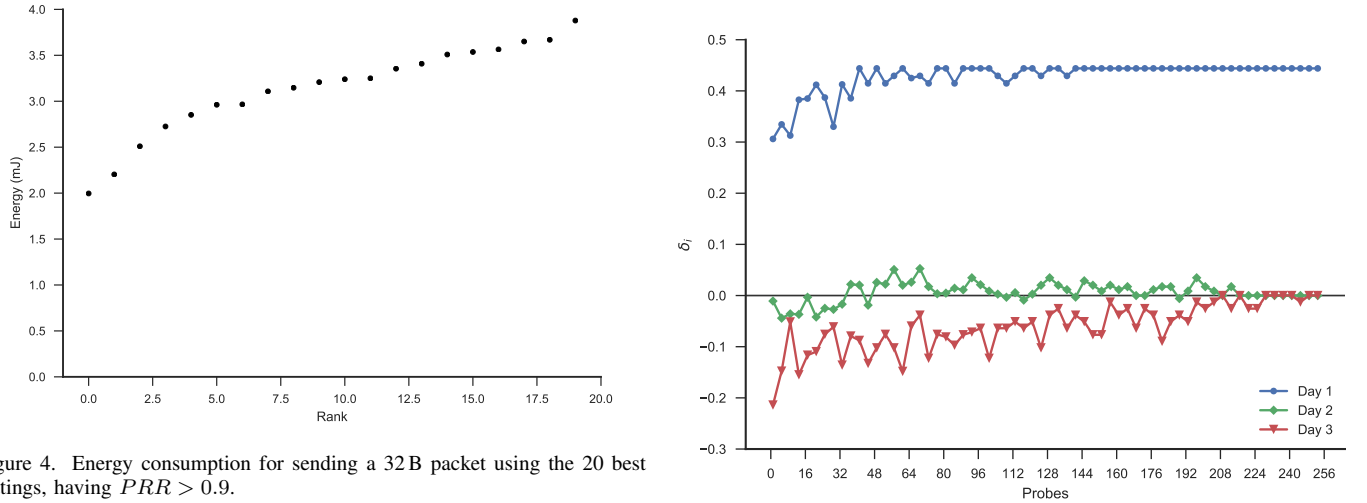 4.0
3.5
3.0
2.5
2.0
1.5
1.0
0.5
0.0
Energy (mJ)
0.0 2.5 5.0 7.5 10.0 12.5 15.0 17.5 20.0
Rank
gure 4. Energy consumption for sending a 32 B packet using the 20 best
tings, having PRR > 0.9.
0.5
0.4
0.3
0.2
0.1
0.0
−0.1
−0.2
−0.3
δi
Day 1
Day 2
Day 3
0 16 32 48 64 80 96 112 128 144 160 176 192 208 224 240 256
Probes